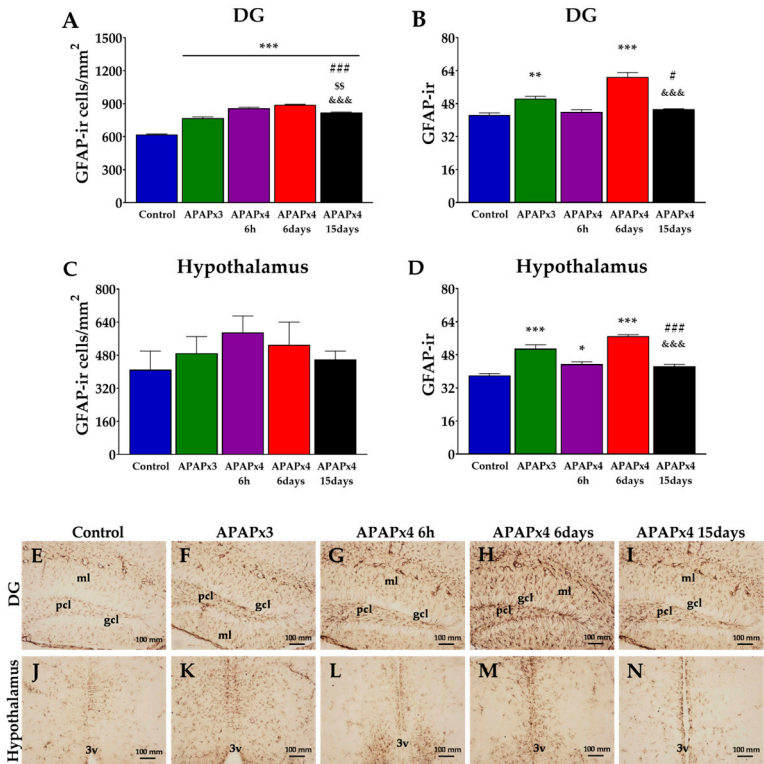 A
DG
GFAP-ir cells/mm²
1500
1200
900
600
300
0
***
###
$$
&&&
Control
APAPx3
APAPx4 6h
APAPx4 6days
APAPx4 15days
B
DG
GFAP-ir
80
64
48
32
16
0
**
***
#
&&&
Control
APAPx3
APAPx4 6h
APAPx4 6days
APAPx4 15days
C
Hypothalamus
GFAP-ir cells/mm²
800
640
480
320
160
0
Control
APAPx3
APAPx4 6h
APAPx4 6days
APAPx4 15days
D
Hypothalamus
GFAP-ir
80
64
48
32
16
0
***
*
***
###
&&&
Control
APAPx3
APAPx4 6h
APAPx4 6days
APAPx4 15days
Control APAPx3 APAPx4 6h APAPx4 6days APAPx4 15days
DG
E
ml
pcl
gcl
100 mm
F
pcl
gcl
ml
100 mm
G
ml
pcl
gcl
100 mm
H
ml
gcl
pcl
100 mm
I
ml
gcl
pcl
100 mm
Hypothalamus
J
3v
100 mm
K
3v
100 mm
L
3v
100 mm
M
3v
100 mm
N
3v
100 mm